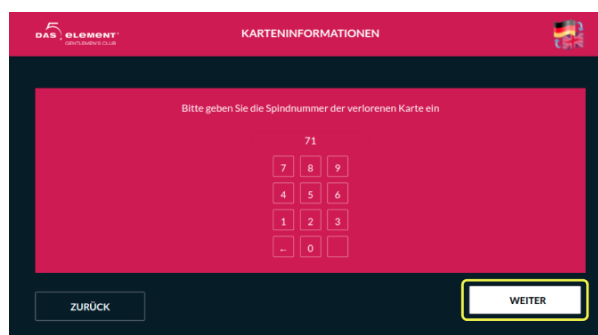 DAS 5 ELEMENT
GENTLEMEN'S CLUB
KARTENINFORMATIONEN
Bitte geben Sie die Spindnummer der verlorenen Karte ein
71
7 8 9
4 5 6
1 2 3
← 0
ZURÜCK
WEITER